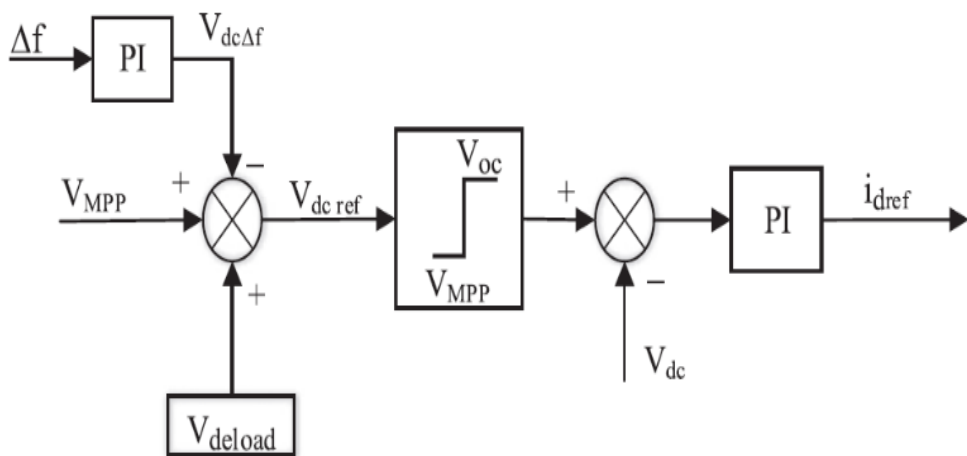 Δf
PI
V_dcΔf
−
V_MPP
+
V_dc ref
+
V_deload
V_oc
V_MPP
+
−
V_dc
PI
i_dref